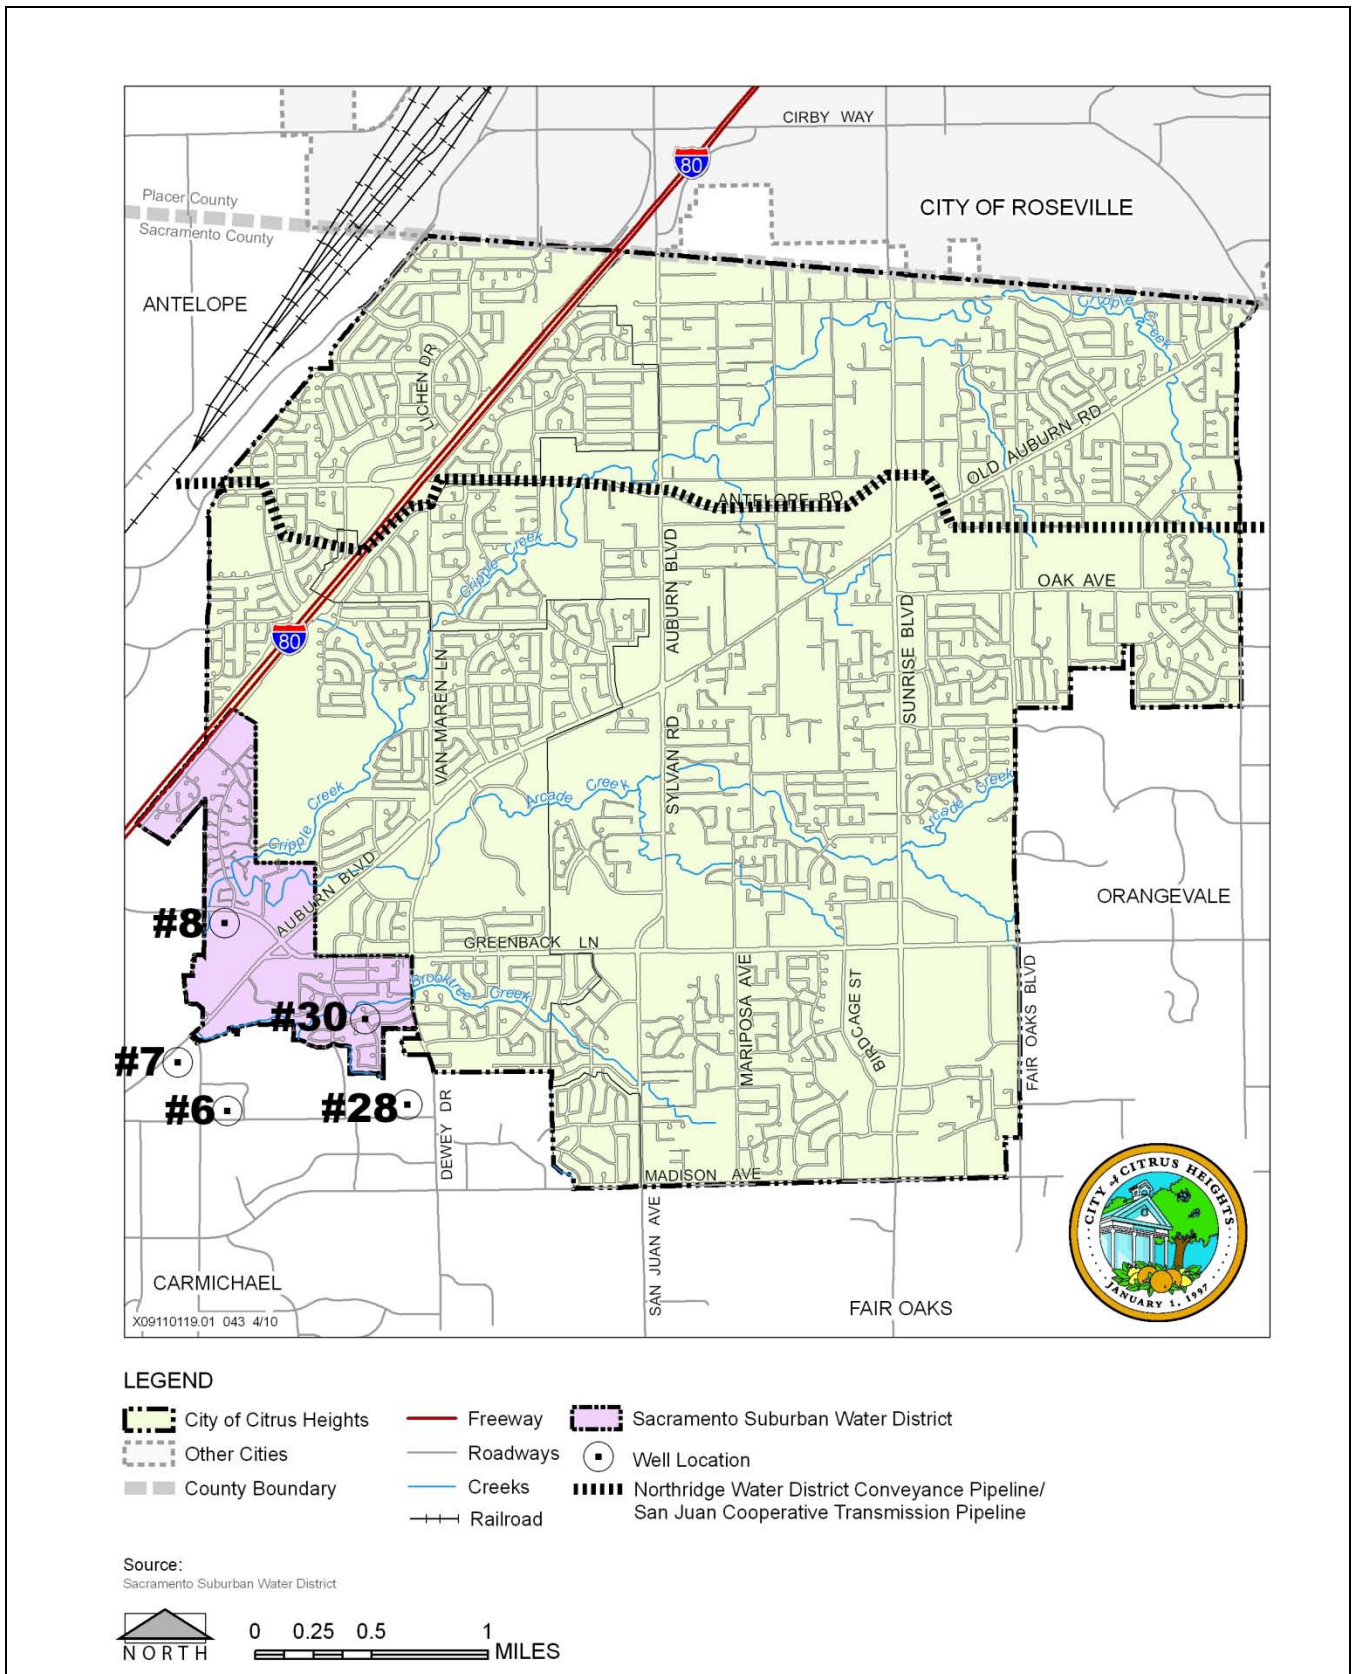 CIRBY WAY
80
Placer County
CITY OF ROSEVILLE
Sacramento County
ANTELOPE
Cripple
Creek
LICHEN DR
OLD AUBURN RD
ANTELOPE RD
Cripple Creek
AUBURN BLVD
OAK AVE
80
SUNRISE BLVD
VAN MAREN LN
SYLVAN RD
Arcade Creek
Arcade Creek
Cripple Creek
AUBURN BLVD
ORANGEVALE
#8
GREENBACK LN
Brooktree Creek
MARIPOSA AVE
BIRDCAGE ST
FAIR OAKS BLVD
#30
#7
#6
#28
DEWEY DR
MADISON AVE
SAN JUAN AVE
CITY of CITRUS HEIGHTS
JANUARY 1, 1997
CARMICHAEL
FAIR OAKS
X09110119.01 043 4/10
LEGEND
City of Citrus Heights
Other Cities
County Boundary
Freeway
Roadways
Creeks
Railroad
Sacramento Suburban Water District
Well Location
Northridge Water District Conveyance Pipeline/
San Juan Cooperative Transmission Pipeline
Source:
Sacramento Suburban Water District
NORTH
0 0.25 0.5 1
MILES